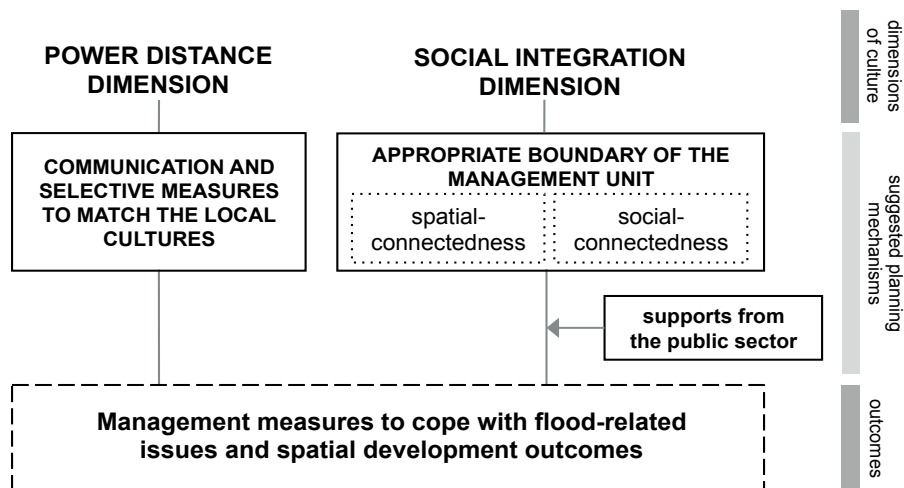 POWER DISTANCE
DIMENSION
SOCIAL INTEGRATION
DIMENSION
dimensions
of culture
COMMUNICATION AND
SELECTIVE MEASURES
TO MATCH THE LOCAL
CULTURES
APPROPRIATE BOUNDARY OF THE
MANAGEMENT UNIT
spatial-
connectedness
social-
connectedness
suggested planning
mechanisms
supports from
the public sector
Management measures to cope with flood-related
issues and spatial development outcomes
outcomes